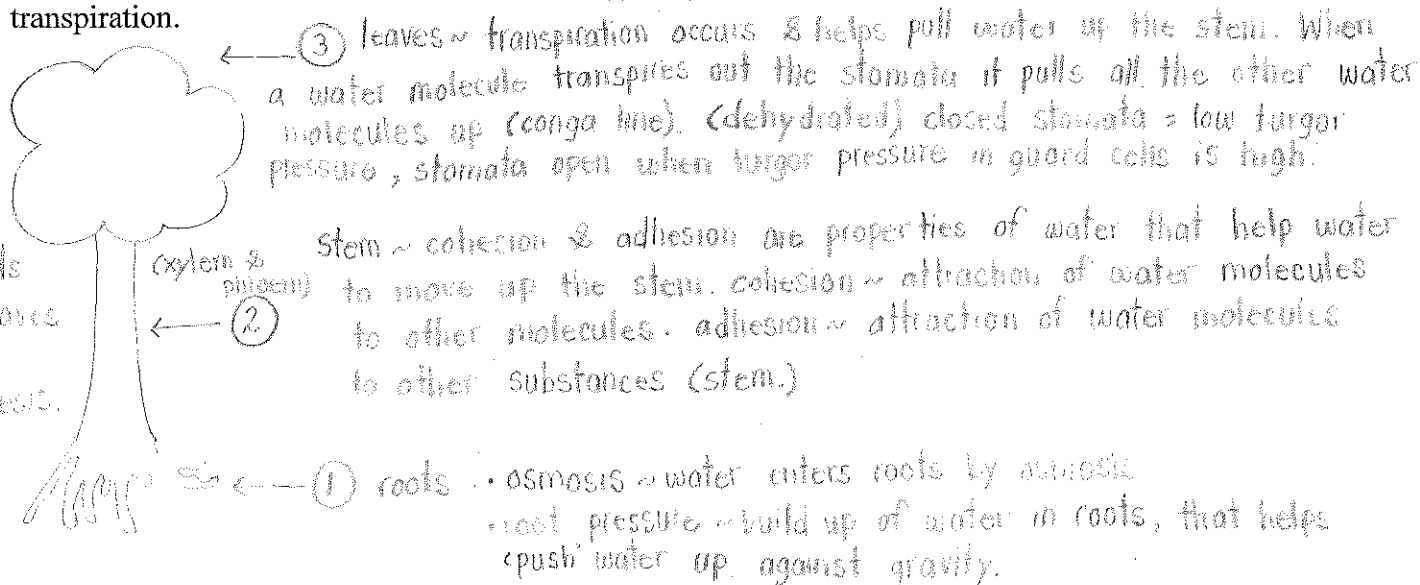 transpiration.
③ leaves ~ transpiration occurs & helps pull water up the stem. When
a water molecule transpires out the stomata it pulls all the other water
molecules up (conga line). (dehydrated) closed stomata = low turgor
pressure, stomata open when turgor pressure in guard cells is high.
Stem ~ cohesion & adhesion are properties of water that help water
(xylem &
phloem)
to move up the stem. cohesion ~ attraction of water molecules
②
to other molecules. adhesion ~ attraction of water molecules
to other substances (stem.)
① roots • osmosis ~ water enters roots by osmosis
• root pressure ~ build up of water in roots, that helps
push water up against gravity.